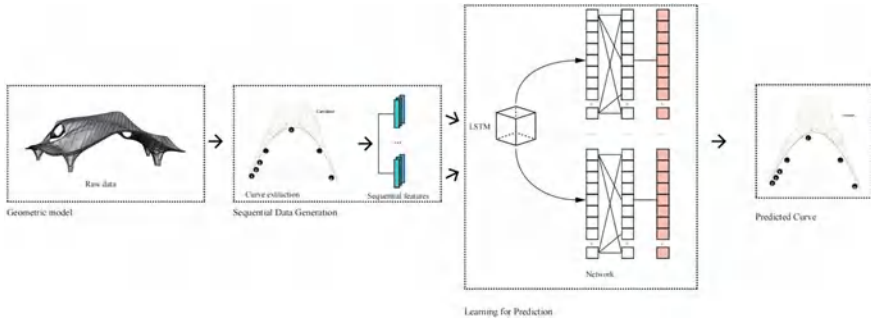 Raw data
Geometric model
Curve extraction
Sequential features
Sequential Data Generation
LSTM
Network
Learning for Prediction
Predicted Curve